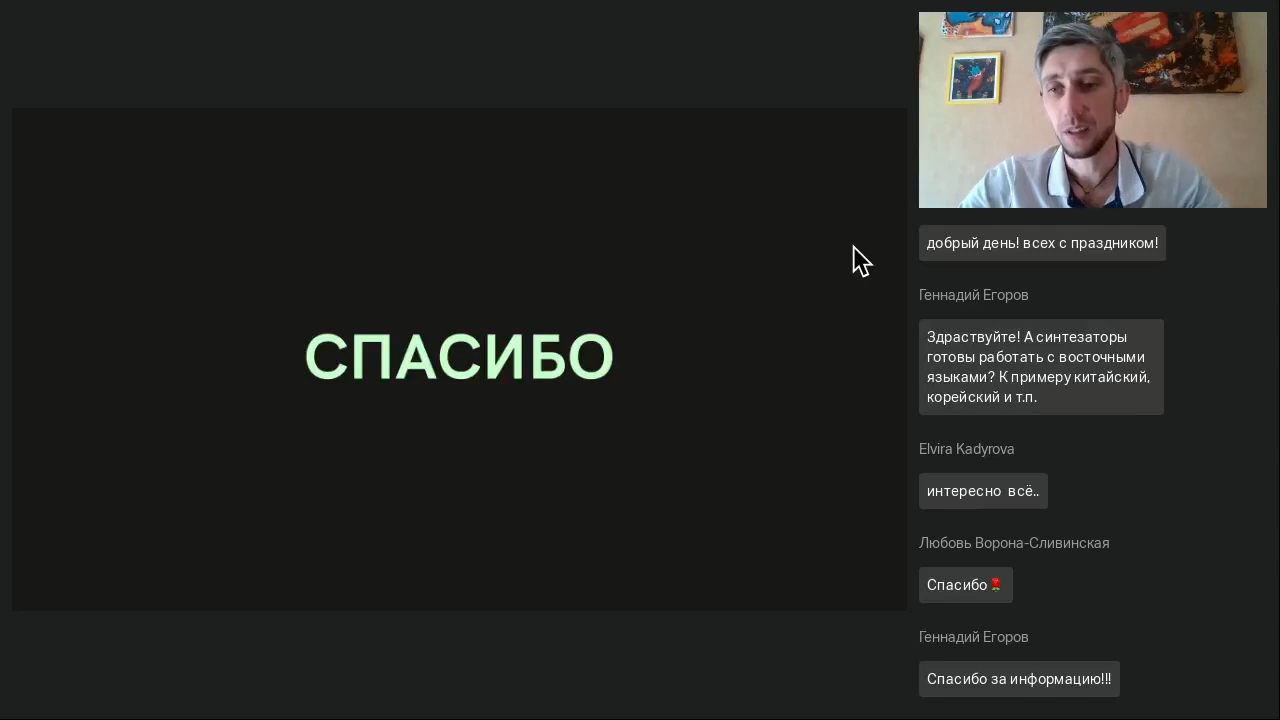 СПАСИБО
добрый день! всех с праздником!
Геннадий Егоров
Здраствуйте! А синтезаторы
готовы работать с восточными
языками? К примеру китайский,
корейский и т.п.
Elvira Kadyrova
интересно всё..
Любовь Ворона-Сливинская
Спасибо🌹
Геннадий Егоров
Спасибо за информацию!!!